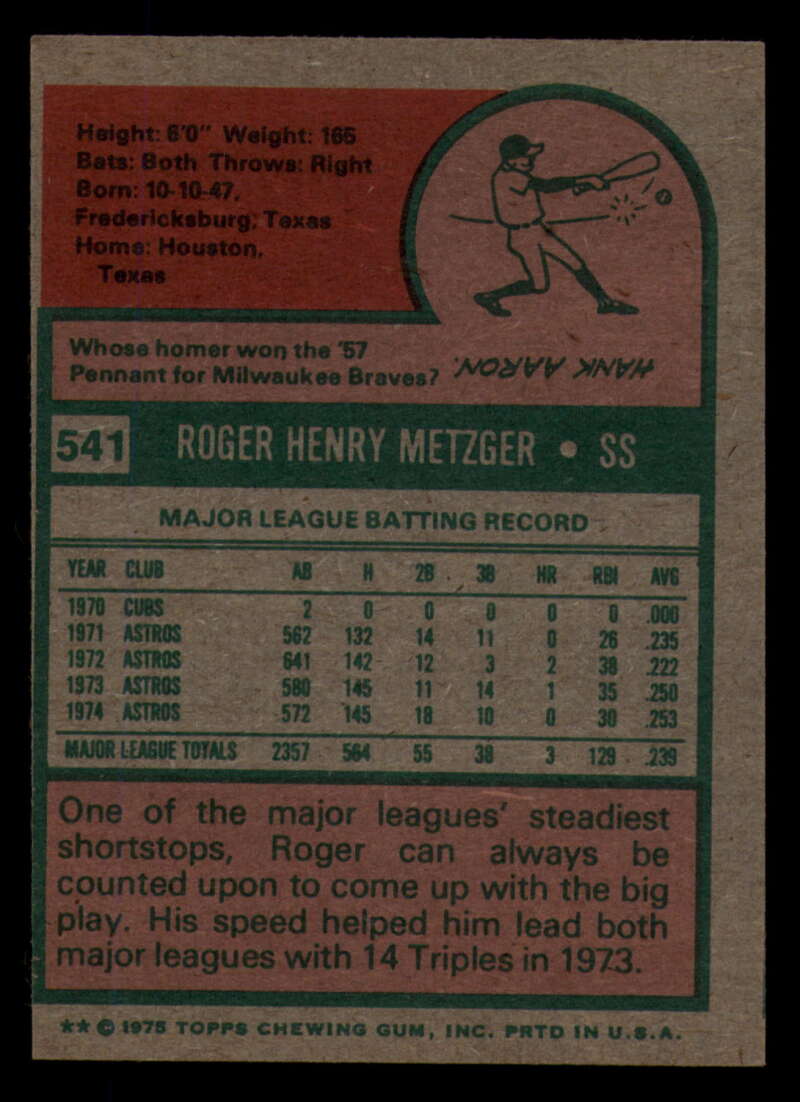 Height: 6'0" Weight: 165
Bats: Both Throws: Right
Born: 10-10-47,
Fredericksburg, Texas
Home: Houston,
Texas
Whose homer won the '57
Pennant for Milwaukee Braves?
HANK AARON.
541 ROGER HENRY METZGER • SS
MAJOR LEAGUE BATTING RECORD
YEAR CLUB AB H 2B 3B HR RBI AVG
1970 CUBS 2 0 0 0 0 0 .000
1971 ASTROS 562 132 14 11 0 26 .235
1972 ASTROS 641 142 12 3 2 38 .222
1973 ASTROS 580 145 11 14 1 35 .250
1974 ASTROS 572 145 18 10 0 30 .253
MAJOR LEAGUE TOTALS 2357 564 55 38 3 129 .239
One of the major leagues' steadiest
shortstops, Roger can always be
counted upon to come up with the big
play. His speed helped him lead both
major leagues with 14 Triples in 1973.
★★ © 1975 TOPPS CHEWING GUM, INC. PRTD IN U.S.A.